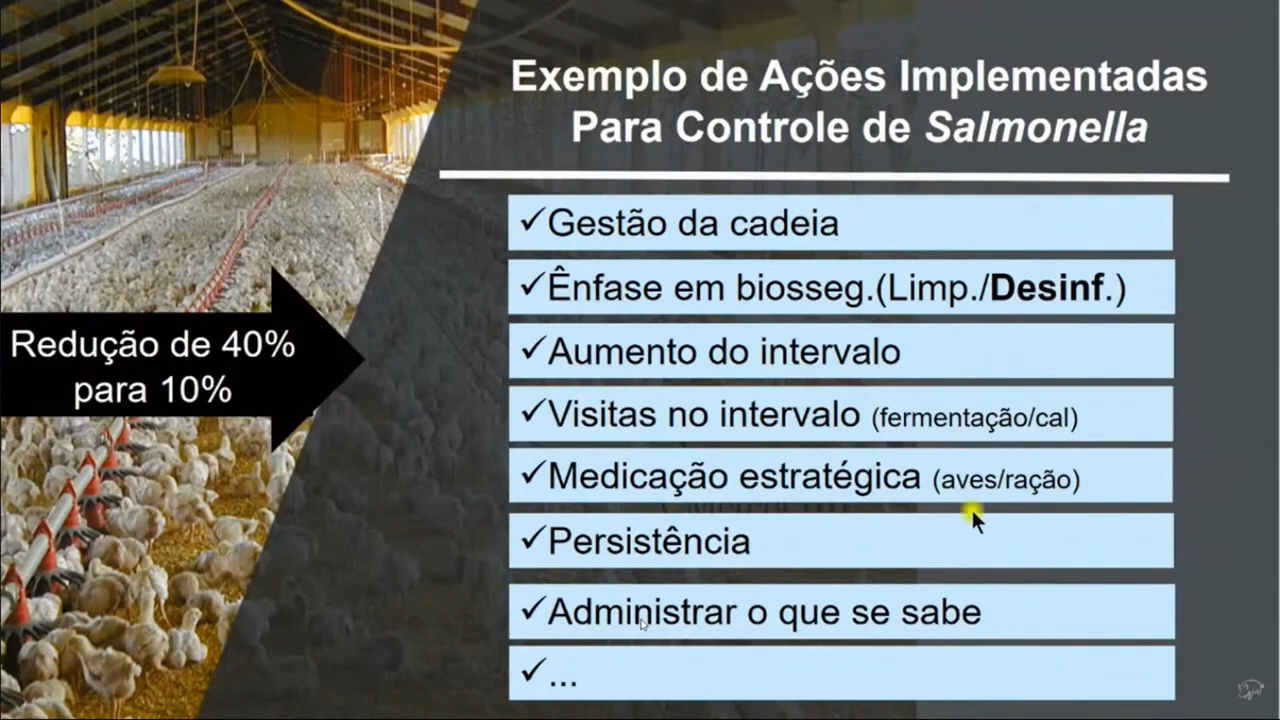 Exemplo de Ações Implementadas
Para Controle de Salmonella
✓Gestão da cadeia
✓Ênfase em biosseg.(Limp./Desinf.)
✓Aumento do intervalo
✓Visitas no intervalo (fermentação/cal)
✓Medicação estratégica (aves/ração)
✓Persistência
✓Administrar o que se sabe
✓...
Redução de 40%
para 10%